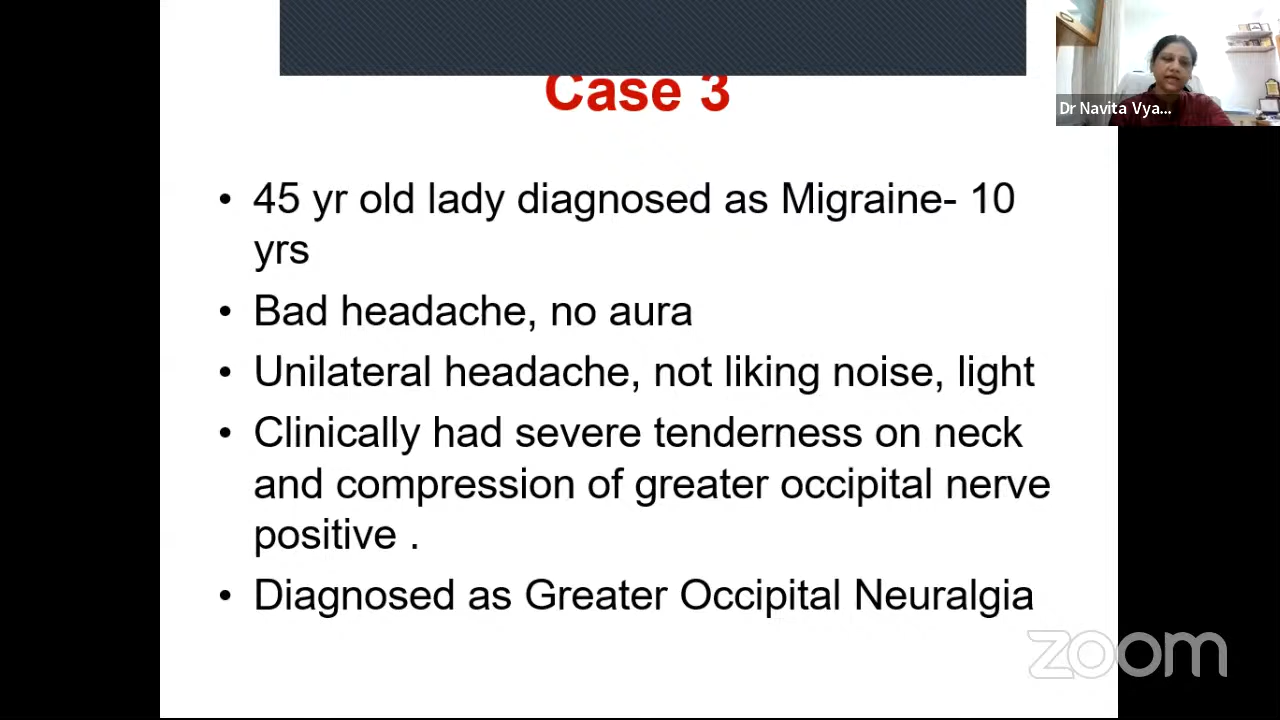 Case 3
Dr Navita Vya...
• 45 yr old lady diagnosed as Migraine- 10
yrs
• Bad headache, no aura
• Unilateral headache, not liking noise, light
• Clinically had severe tenderness on neck
and compression of greater occipital nerve
positive .
• Diagnosed as Greater Occipital Neuralgia
zoom